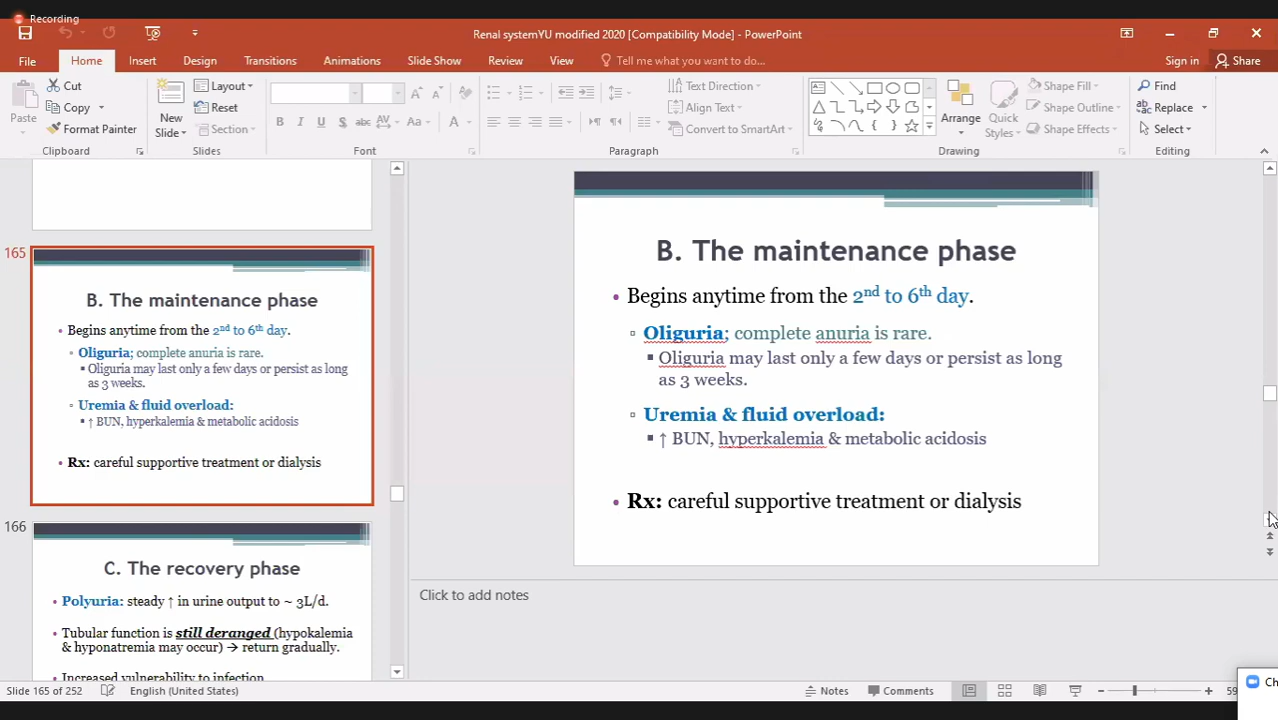 Recording
Renal systemYU modified 2020 [Compatibility Mode] - PowerPoint
File Home Insert Design Transitions Animations Slide Show Review View Tell me what you want to do... Sign in Share
Paste
Cut
Copy
Format Painter
Clipboard
New
Slide
Layout
Reset
Section
Slides
B I U S abc AV Aa A
Font
Text Direction
Align Text
Convert to SmartArt
Paragraph
Arrange
Quick
Styles
Shape Fill
Shape Outline
Shape Effects
Drawing
Find
Replace
Select
Editing
165
B. The maintenance phase
• Begins anytime from the 2nd to 6th day.
▫ Oliguria; complete anuria is rare.
▪ Oliguria may last only a few days or persist as long
as 3 weeks.
▫ Uremia & fluid overload:
▪ ↑ BUN, hyperkalemia & metabolic acidosis
• Rx: careful supportive treatment or dialysis
166
C. The recovery phase
• Polyuria: steady ↑ in urine output to ~ 3L/d.
• Tubular function is still deranged (hypokalemia
& hyponatremia may occur) → return gradually.
• Increased vulnerability to infection
B. The maintenance phase
• Begins anytime from the 2nd to 6th day.
▫ Oliguria; complete anuria is rare.
▪ Oliguria may last only a few days or persist as long
as 3 weeks.
▫ Uremia & fluid overload:
▪ ↑ BUN, hyperkalemia & metabolic acidosis
• Rx: careful supportive treatment or dialysis
Click to add notes
Slide 165 of 252 English (United States) Notes Comments